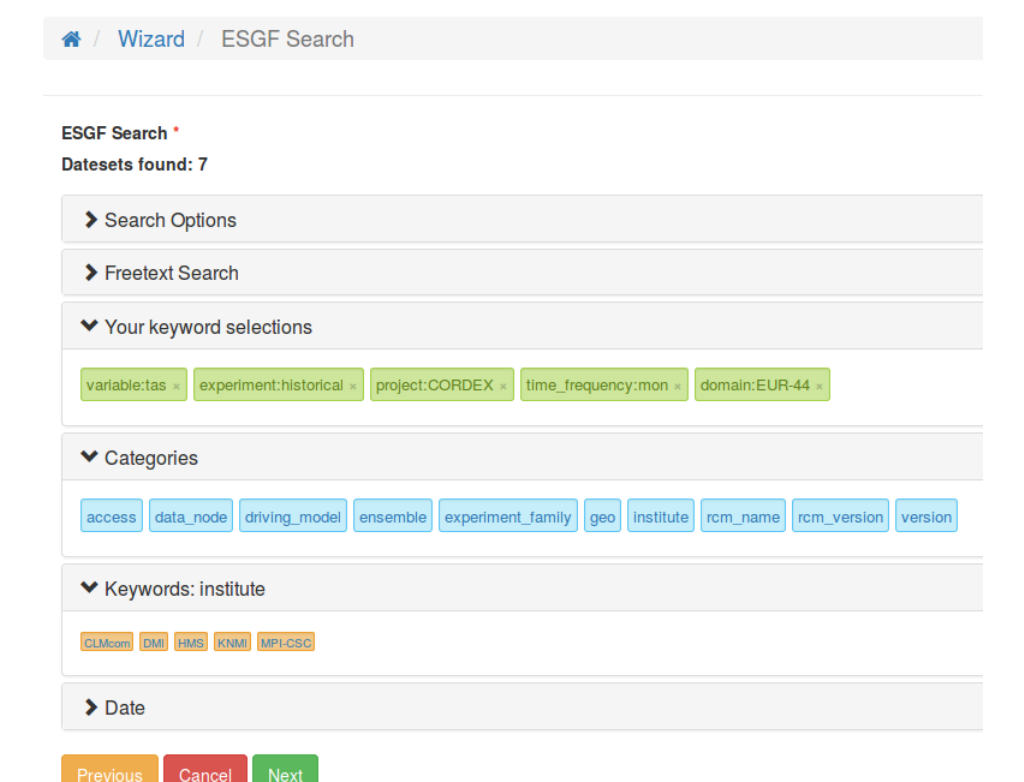 / Wizard / ESGF Search
ESGF Search *
Datesets found: 7
Search Options
Freetext Search
Your keyword selections
variable:tas × experiment:historical × project:CORDEX × time_frequency:mon × domain:EUR-44 ×
Categories
access data_node driving_model ensemble experiment_family geo institute rcm_name rcm_version version
Keywords: institute
CLMcom DMI HMS KNMI MPI-CSC
Date
Previous Cancel Next